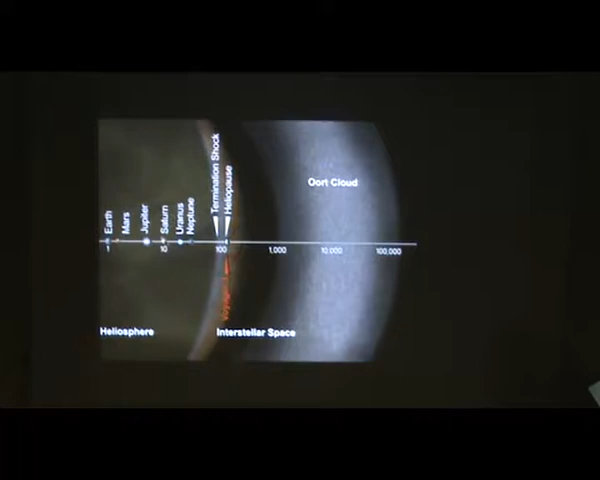 Earth
Mars
Jupiter
Saturn
Uranus
Neptune
Termination Shock
Heliopause
Oort Cloud
1
100
1,000
10,000
100,000
Heliosphere
Interstellar Space